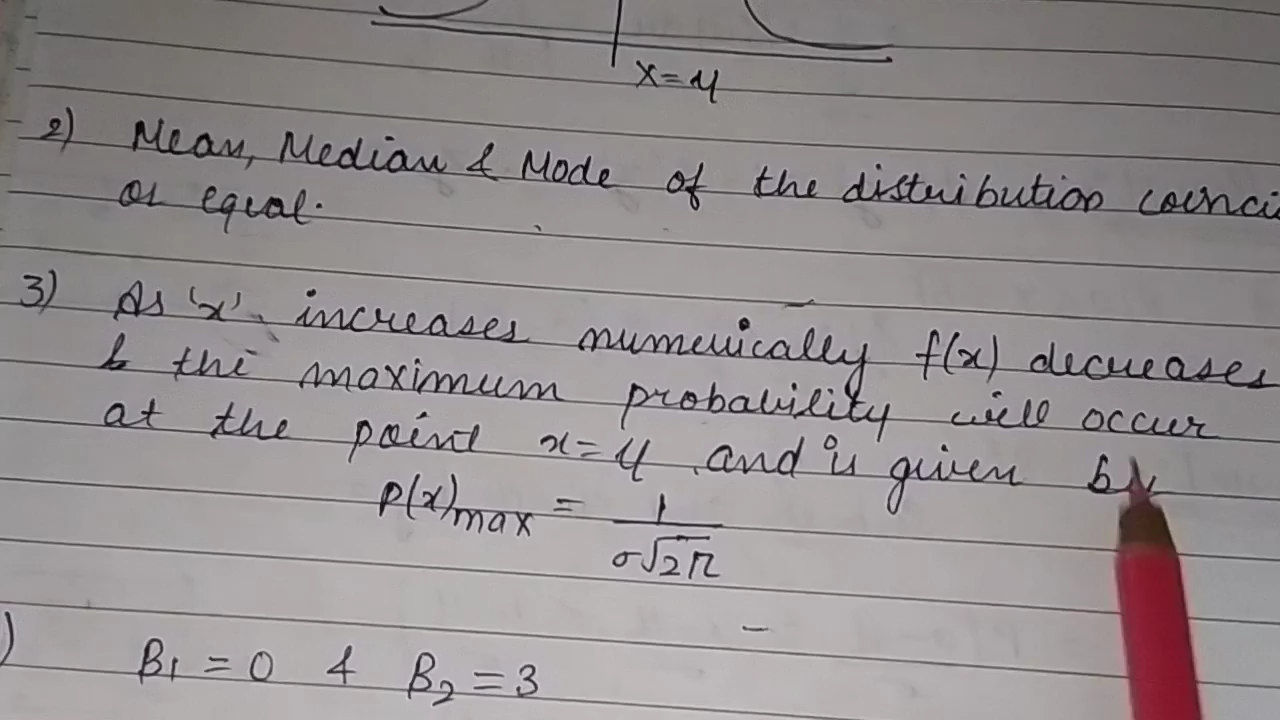 x=μ
2) Mean, Median & Mode of the distribution coinci
or equal.
3) As 'x' increases numerically f(x) decreases
& the maximum probability will occur
at the point x=μ and is given by
P(x)max = 1/σ√2π
) β1 = 0 & β2 = 3